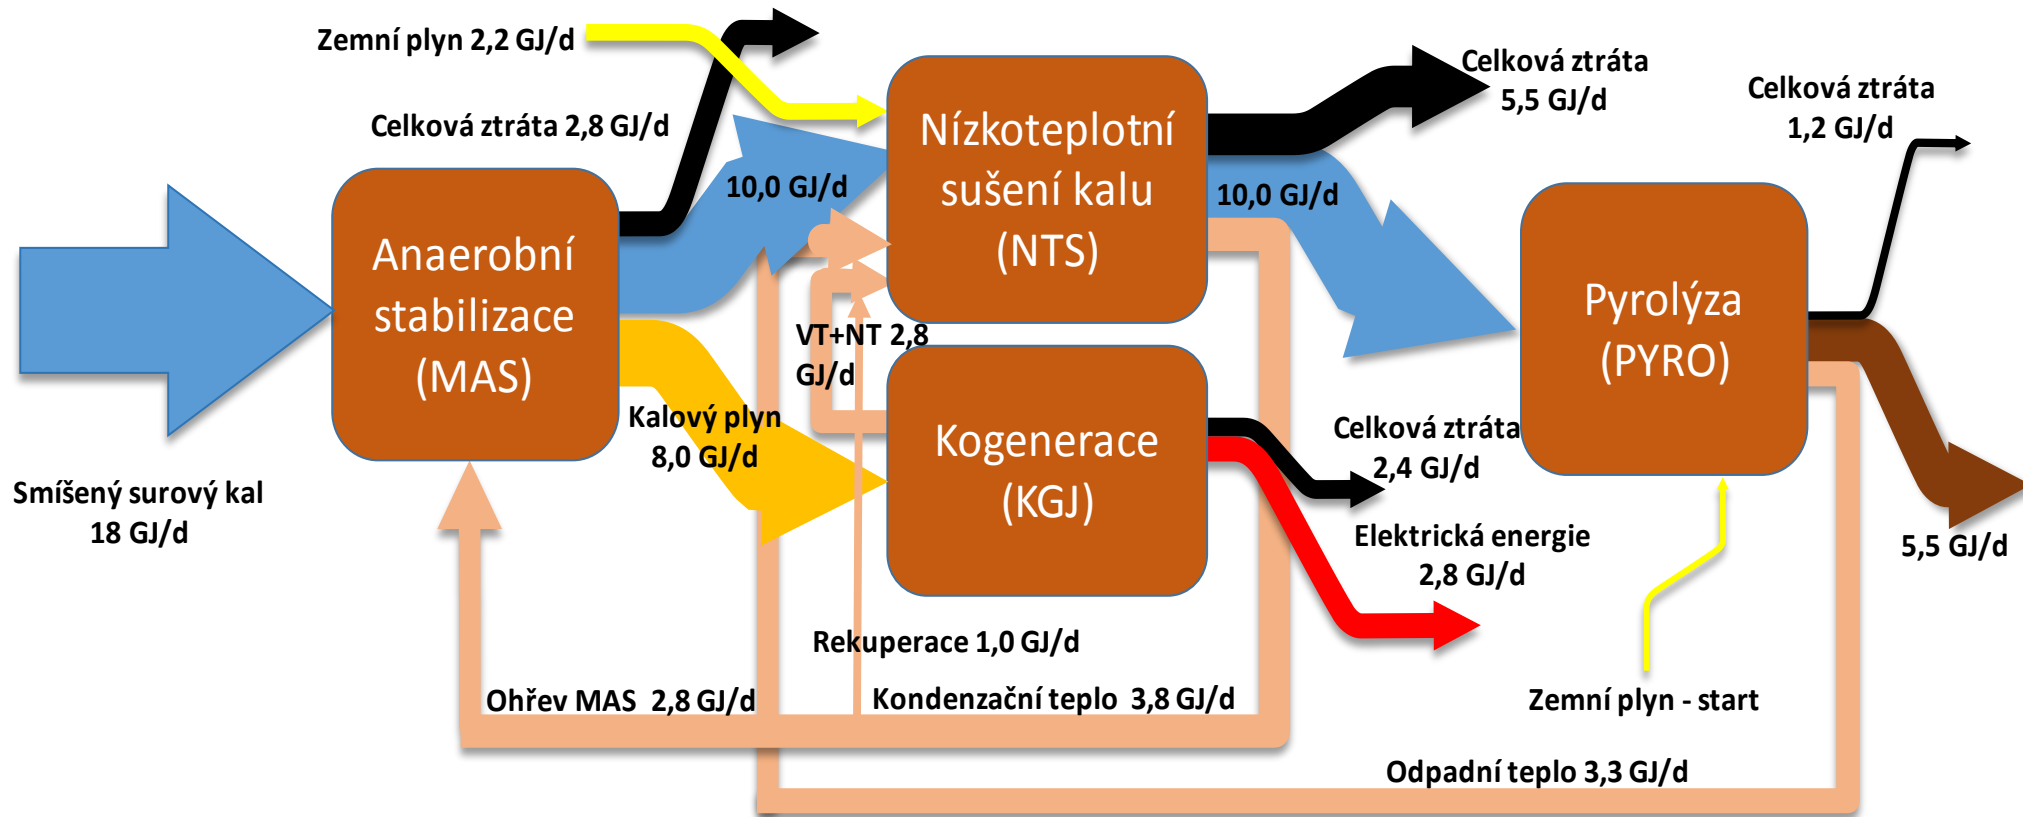 Zemní plyn 2,2 GJ/d
Celková ztráta 2,8 GJ/d
Celková ztráta
5,5 GJ/d
Celková ztráta
1,2 GJ/d
Nízkoteplotní
sušení kalu
(NTS)
10,0 GJ/d
10,0 GJ/d
Anaerobní
stabilizace
(MAS)
Pyrolýza
(PYRO)
VT+NT 2,8
GJ/d
Kalový plyn
8,0 GJ/d
Kogenerace
(KGJ)
Celková ztráta
2,4 GJ/d
Smíšený surový kal
18 GJ/d
Elektrická energie
2,8 GJ/d
5,5 GJ/d
Rekuperace 1,0 GJ/d
Ohřev MAS 2,8 GJ/d
Kondenzační teplo 3,8 GJ/d
Zemní plyn - start
Odpadní teplo 3,3 GJ/d